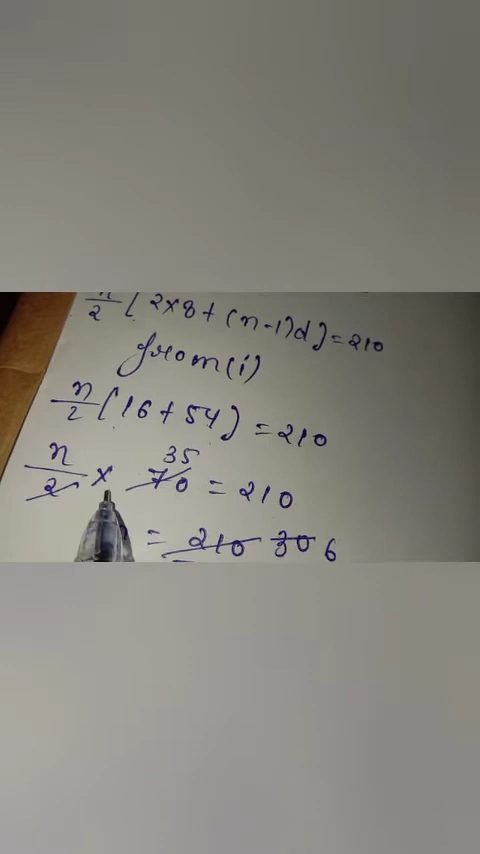 n/2 [ 2×8 + (n-1)d ] = 210
from (i)
n/2 (16 + 54) = 210
35
n/2 × 70 = 210
= 210 30 6